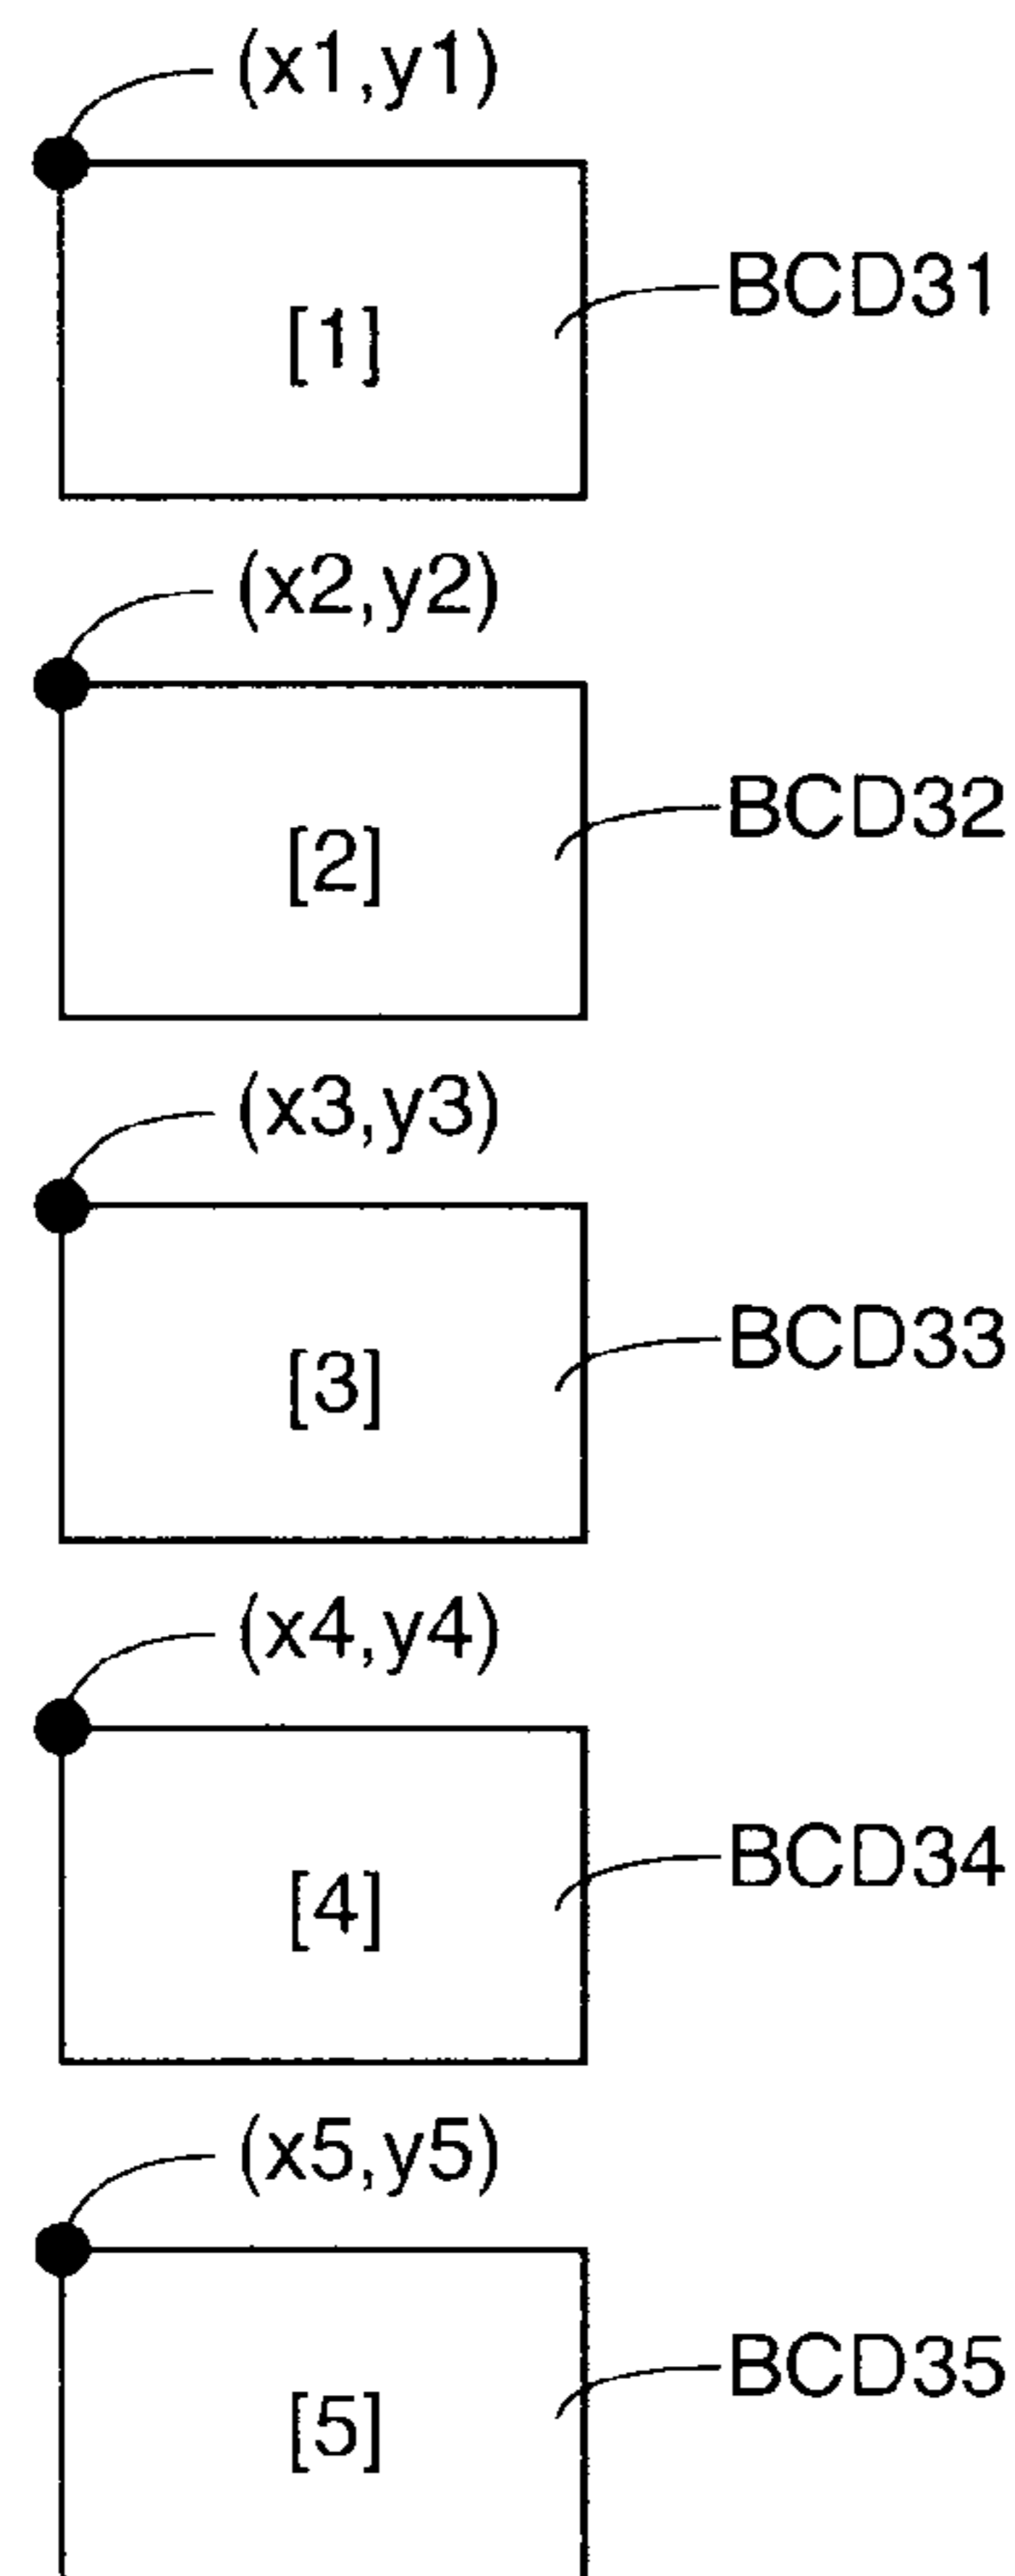 (x1,y1)
BCD31
[1]
(x2,y2)
BCD32
[2]
(x3,y3)
BCD33
[3]
(x4,y4)
BCD34
[4]
(x5,y5)
BCD35
[5]